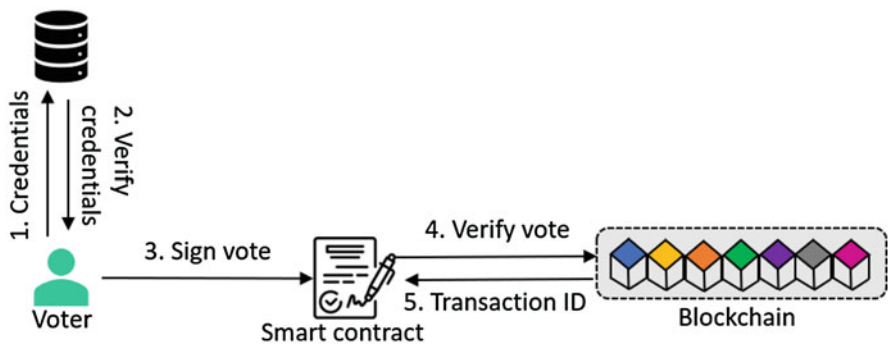 1. Credentials
2. Verify
credentials
3. Sign vote
4. Verify vote
5. Transaction ID
Voter
Smart contract
Blockchain